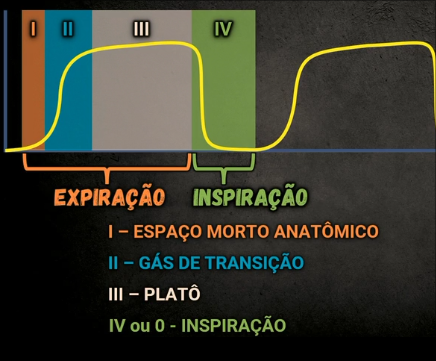 I II III IV
EXPIRAÇÃO INSPIRAÇÃO
I – ESPAÇO MORTO ANATÔMICO
II – GÁS DE TRANSIÇÃO
III – PLATÔ
IV ou 0 - INSPIRAÇÃO